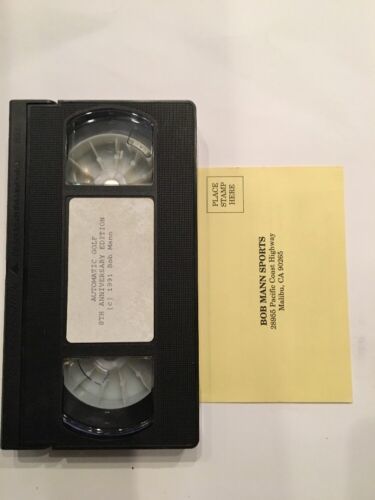 AUTOMATIC GOLF
8TH ANNIVERSARY EDITION
[c] 1991 Bob Mann
PLACE
STAMP
HERE
BOB MANN SPORTS
28955 Pacific Coast Highway
Malibu, CA 90265